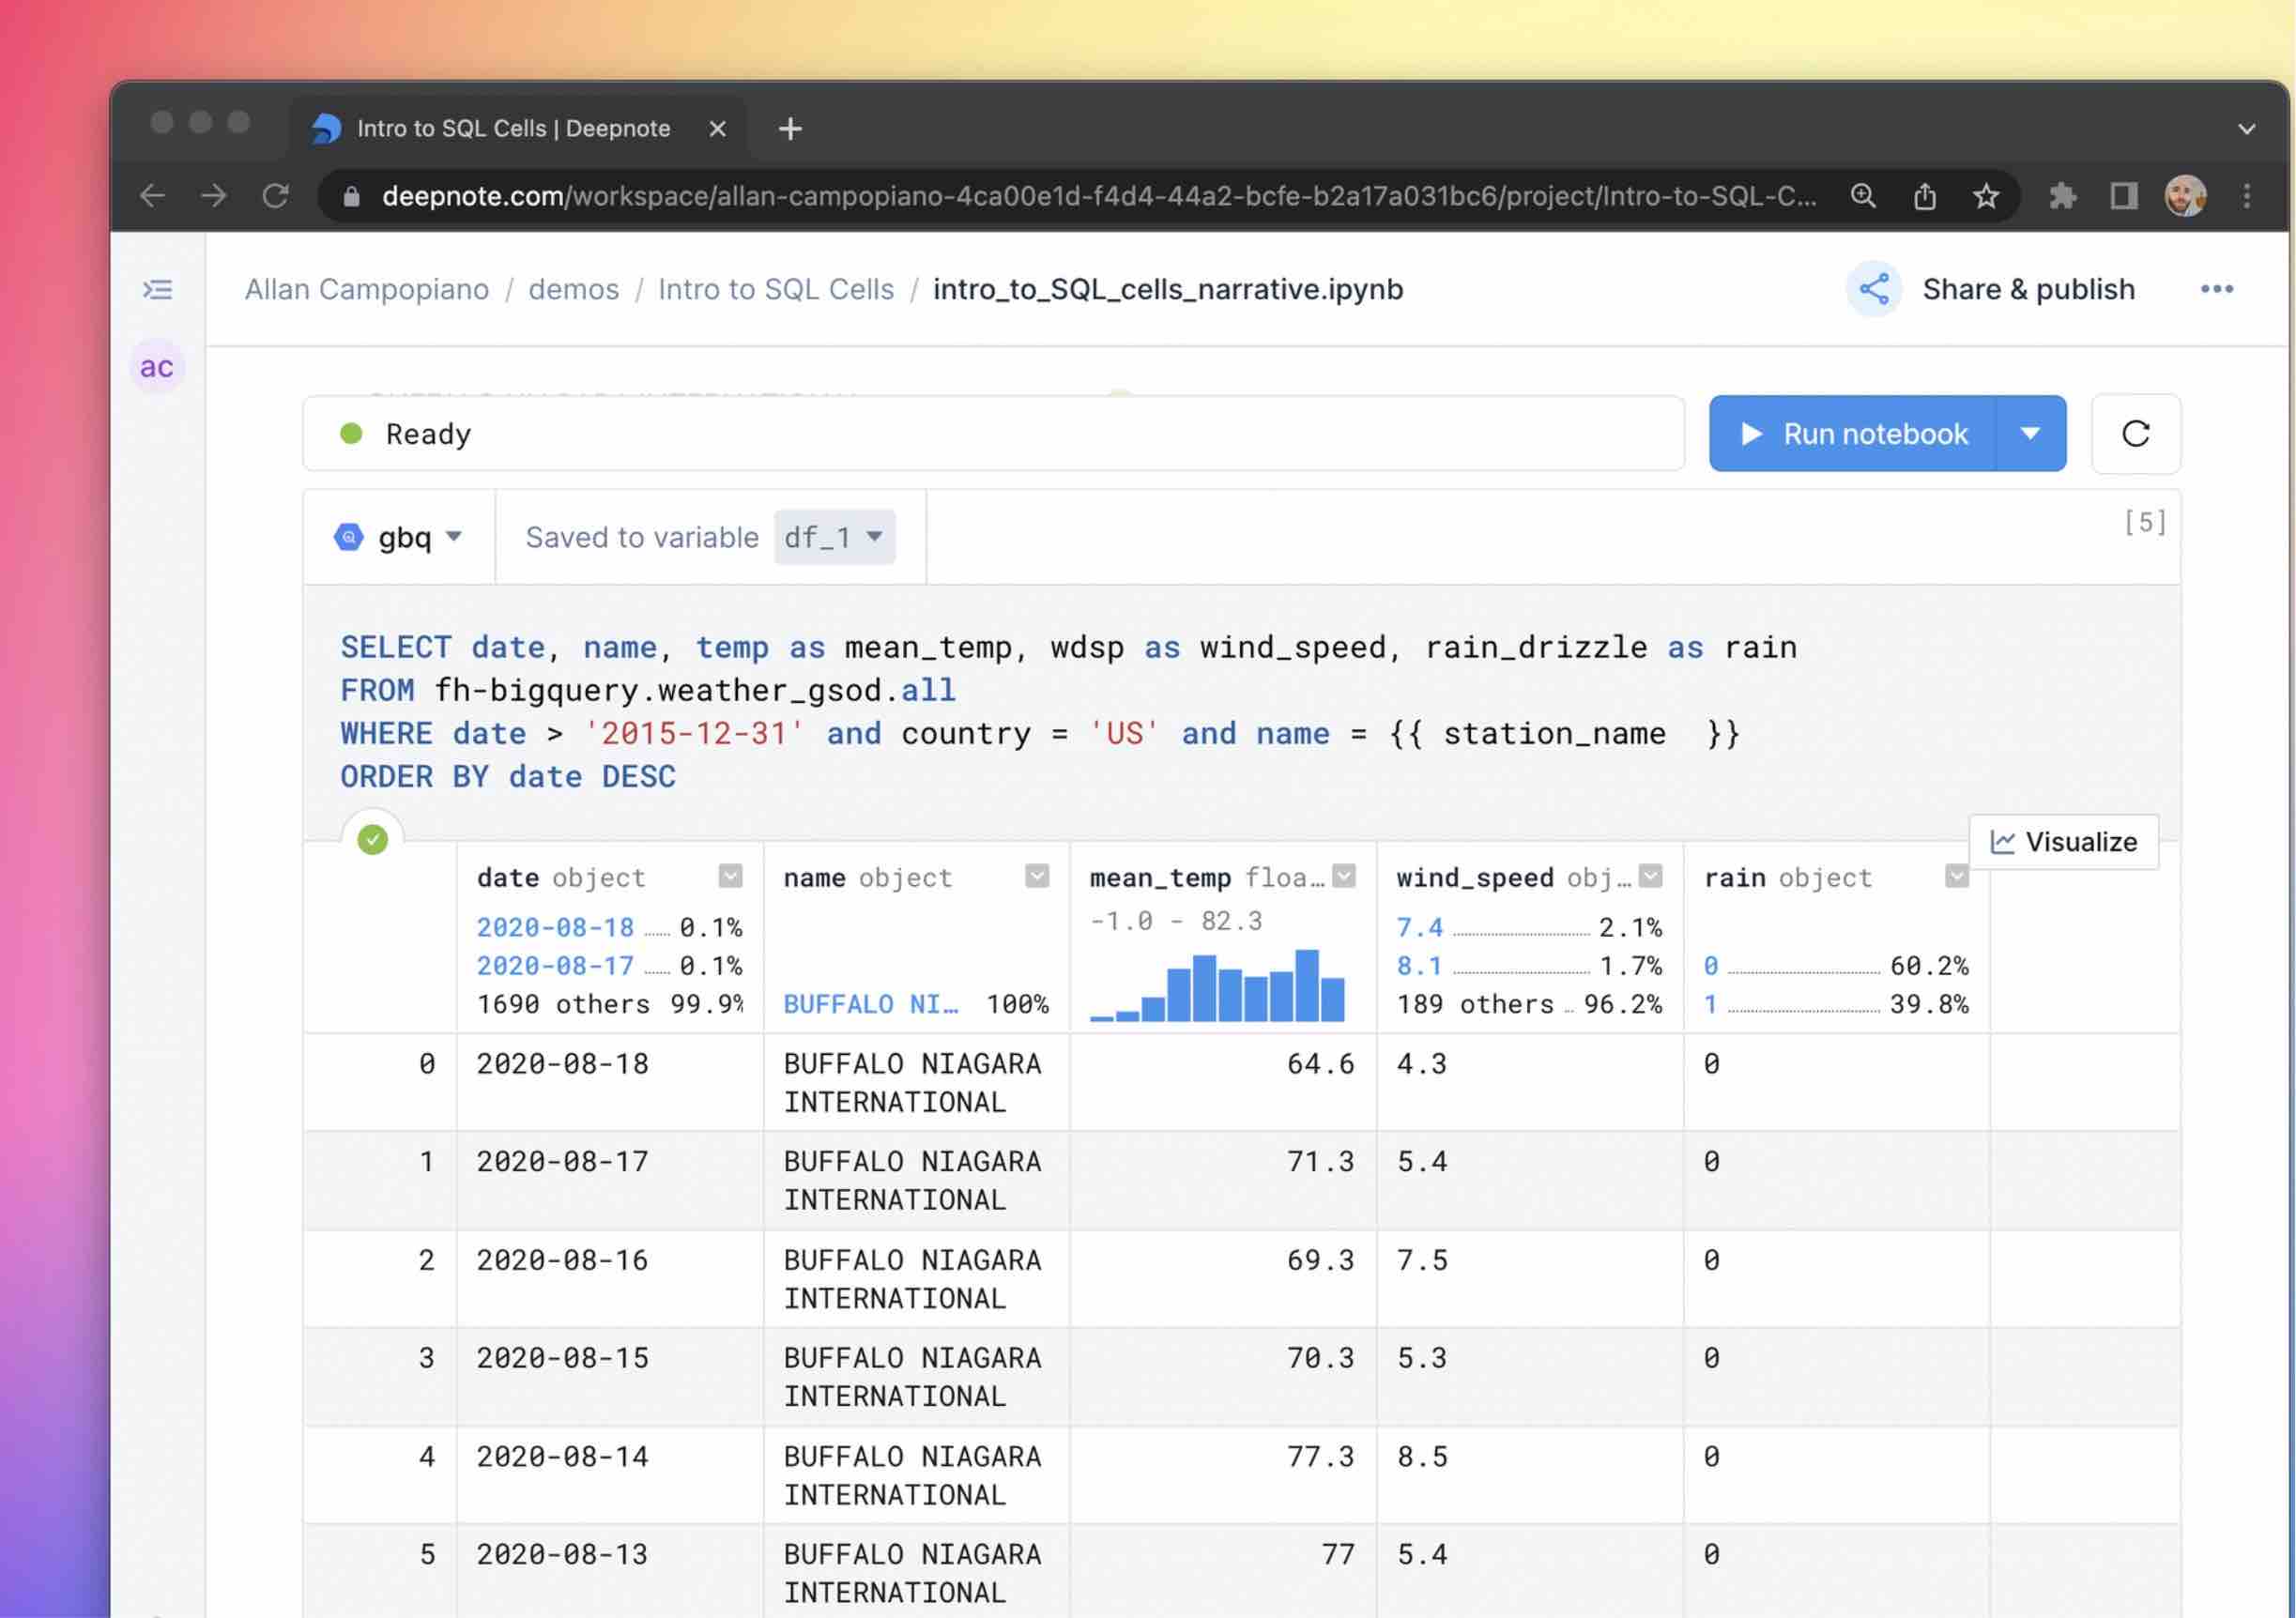 Intro to SQL Cells | Deepnote
deepnote.com/workspace/allan-campopiano-4ca00e1d-f4d4-44a2-bcfe-b2a17a031bc6/project/Intro-to-SQL-C...
Allan Campopiano / demos / Intro to SQL Cells / intro_to_SQL_cells_narrative.ipynb
Share & publish
ac
Ready
Run notebook
gbq
Saved to variable df_1
[5]
SELECT date, name, temp as mean_temp, wdsp as wind_speed, rain_drizzle as rain
FROM fh-bigquery.weather_gsod.all
WHERE date > '2015-12-31' and country = 'US' and name = {{ station_name  }}
ORDER BY date DESC
Visualize
date object name object mean_temp floa… wind_speed obj… rain object
2020-08-18 0.1% -1.0 - 82.3 7.4 2.1%
2020-08-17 0.1% 8.1 1.7% 0 60.2%
1690 others 99.9% BUFFALO NI… 100% 189 others 96.2% 1 39.8%
0 2020-08-18 BUFFALO NIAGARA 64.6 4.3 0
INTERNATIONAL
1 2020-08-17 BUFFALO NIAGARA 71.3 5.4 0
INTERNATIONAL
2 2020-08-16 BUFFALO NIAGARA 69.3 7.5 0
INTERNATIONAL
3 2020-08-15 BUFFALO NIAGARA 70.3 5.3 0
INTERNATIONAL
4 2020-08-14 BUFFALO NIAGARA 77.3 8.5 0
INTERNATIONAL
5 2020-08-13 BUFFALO NIAGARA 77 5.4 0
INTERNATIONAL